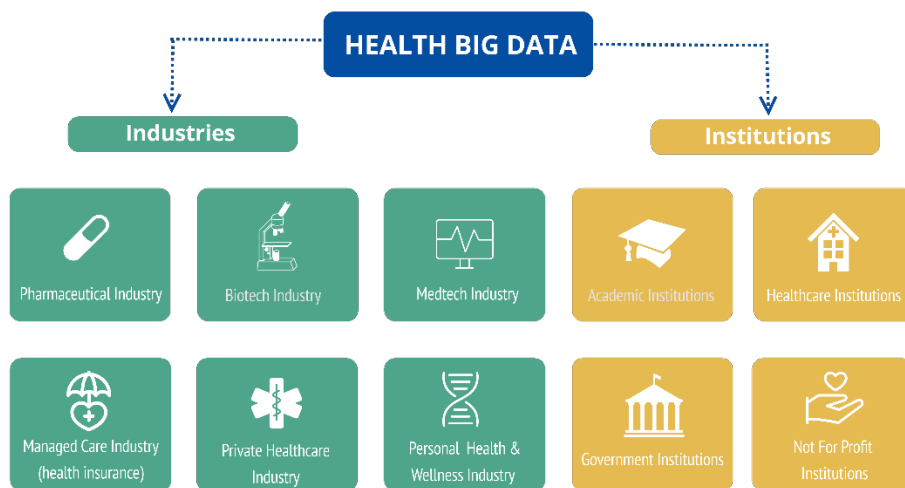 HEALTH BIG DATA
Industries
Institutions
Pharmaceutical Industry
Biotech Industry
Medtech Industry
Academic Institutions
Healthcare Institutions
Managed Care Industry
(health insurance)
Private Healthcare
Industry
Personal Health &
Wellness Industry
Government Institutions
Not For Profit
Institutions